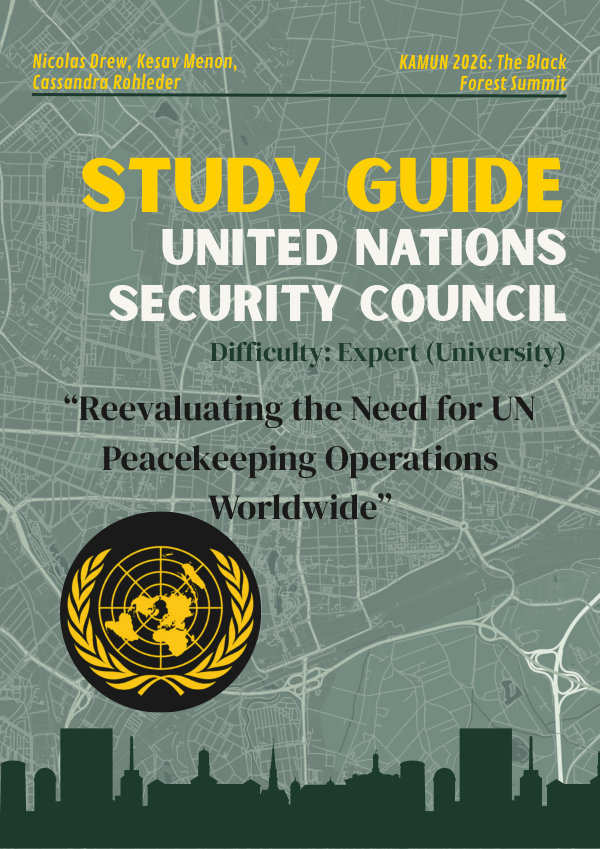 Nicolas Drew, Kesav Menon,
Cassandra Rohleder
KAMUN 2026: The Black
Forest Summit
STUDY GUIDE
UNITED NATIONS
SECURITY COUNCIL
Difficulty: Expert (University)
“Reevaluating the Need for UN
Peacekeeping Operations
Worldwide”